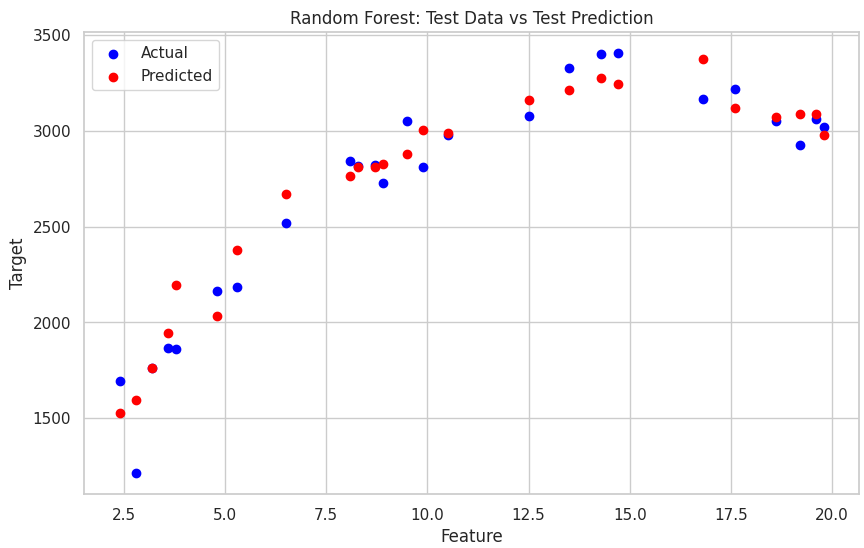 Random Forest: Test Data vs Test Prediction
Actual
Predicted
3500
3000
2500
2000
1500
Target
2.5 5.0 7.5 10.0 12.5 15.0 17.5 20.0
Feature